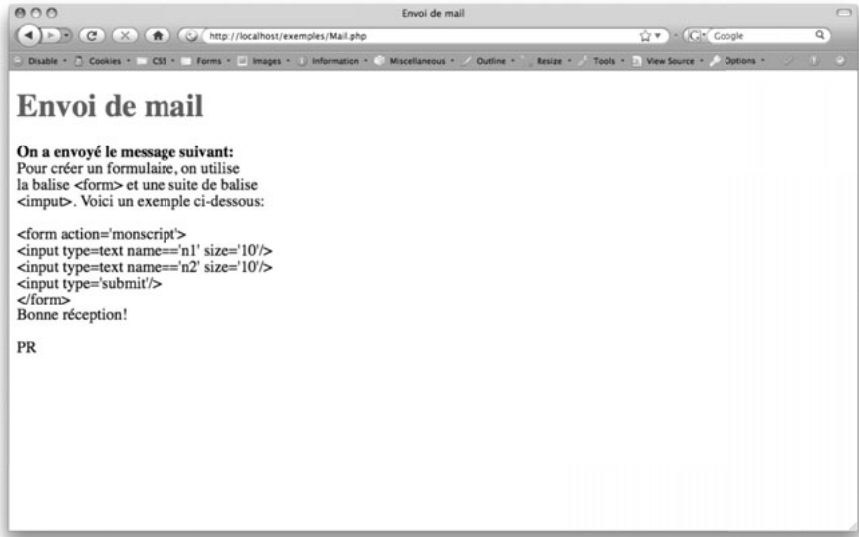 Envoi de mail
http://localhost/exemples/Mail.php
Google
Disable Cookies CSS Forms Images Information Miscellaneous Outline Resize Tools View Source Options
Envoi de mail
On a envoyé le message suivant:
Pour créer un formulaire, on utilise
la balise <form> et une suite de balise
<imput>. Voici un exemple ci-dessous:
<form action='monscript'>
<input type=text name=='n1' size='10'/>
<input type=text name=='n2' size='10'/>
<input type='submit'/>
</form>
Bonne réception!
PR